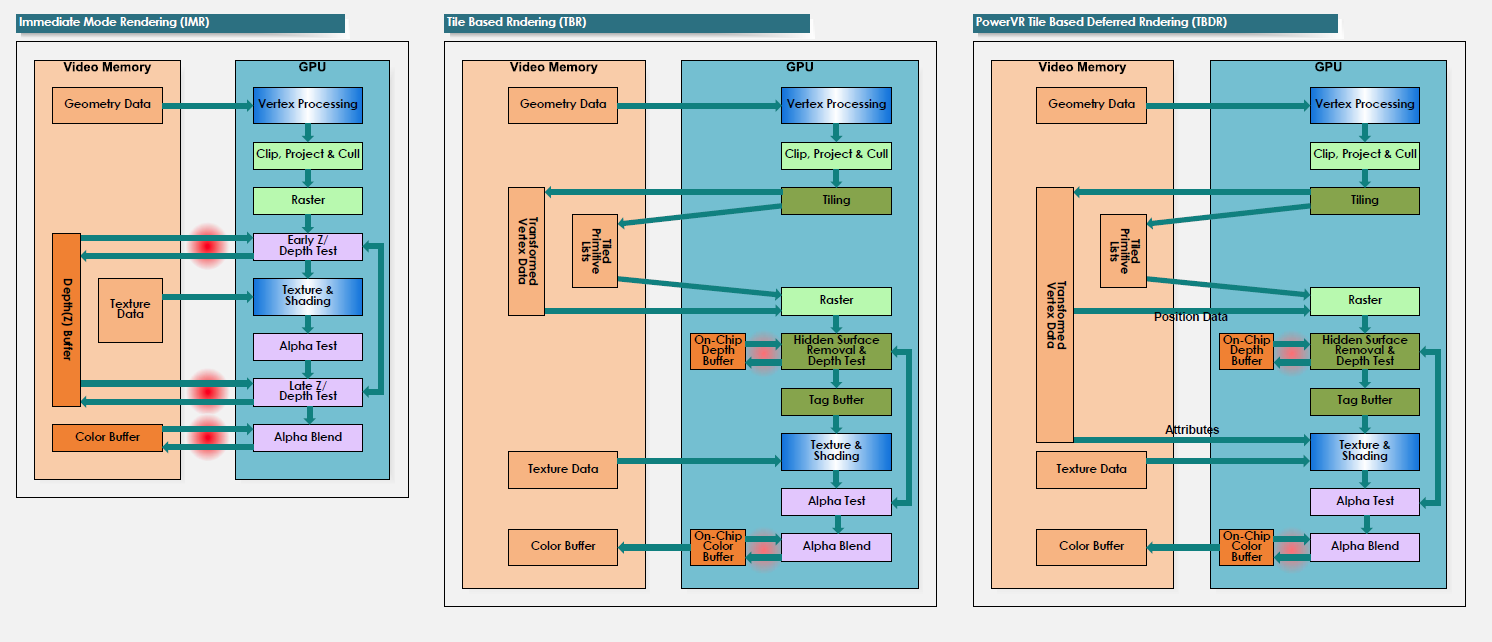 Immediate Mode Rendering (IMR)
Video Memory
GPU
Geometry Data
Vertex Processing
Clip, Project & Cull
Raster
Early Z/
Depth Test
Depth(Z) Buffer
Texture
Data
Texture &
Shading
Alpha Test
Late Z/
Depth Test
Color Buffer
Alpha Blend
Tile Based Rndering (TBR)
Video Memory
GPU
Geometry Data
Vertex Processing
Clip, Project & Cull
Tiling
Transformed
Vertex Data
Tiled
Primitive
Lists
Raster
On-Chip
Depth
Buffer
Hidden Surface
Removal &
Depth Test
Tag Butter
Texture &
Shading
Texture Data
Alpha Test
Color Buffer
On-Chip
Color
Buffer
Alpha Blend
PowerVR Tile Based Deferred Rndering (TBDR)
Video Memory
GPU
Geometry Data
Vertex Processing
Clip, Project & Cull
Tiling
Transformed
Vertex Data
Tiled
Primitive
Lists
Raster
Position Data
On-Chip
Depth
Buffer
Hidden Surface
Removal &
Depth Test
Tag Butter
Attributes
Texture &
Shading
Texture Data
Alpha Test
Color Buffer
On-Chip
Color
Buffer
Alpha Blend